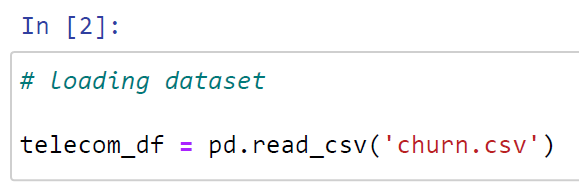 In [2]:
# loading dataset
telecom_df = pd.read_csv('churn.csv')